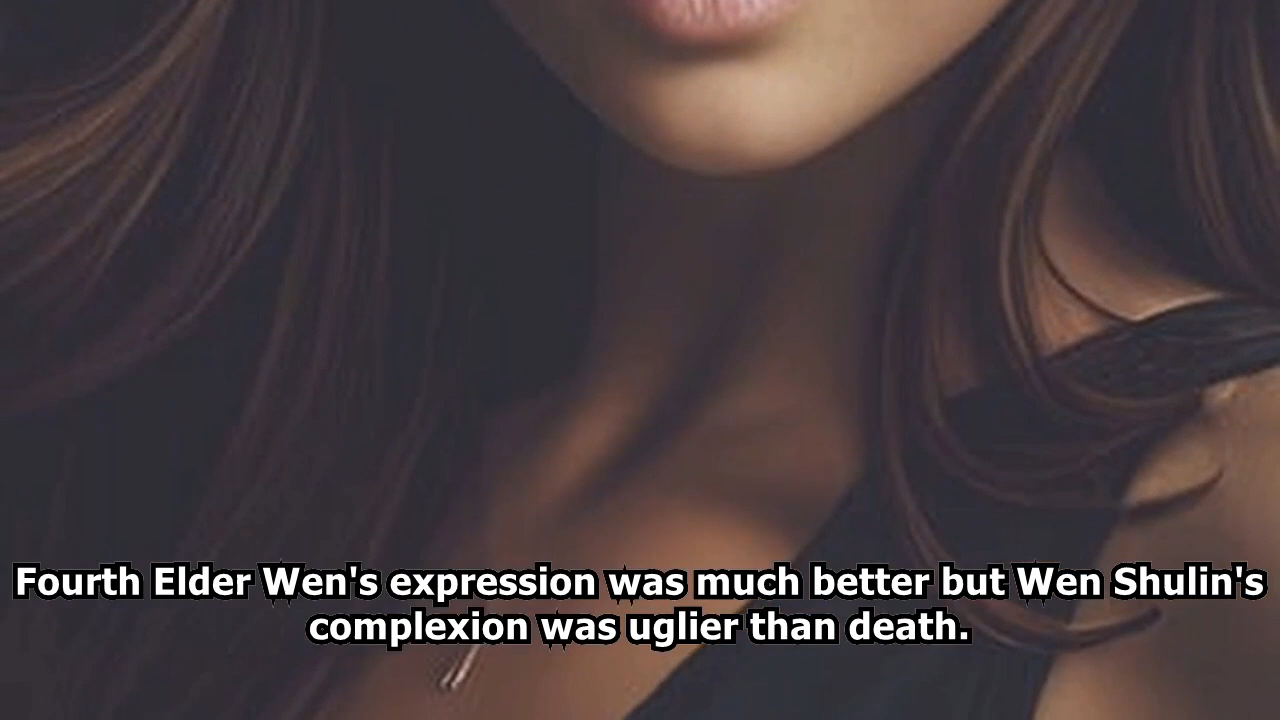 Fourth Elder Wen's expression was much better but Wen Shulin's
complexion was uglier than death.